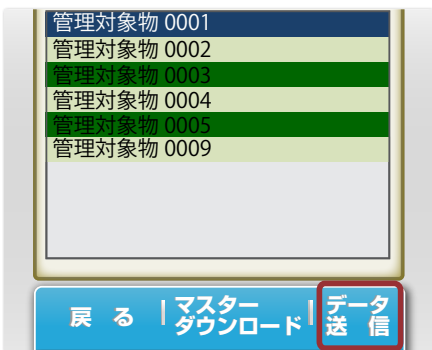 管理対象物 0001
管理対象物 0002
管理対象物 0003
管理対象物 0004
管理対象物 0005
管理対象物 0009
戻 る
マスター
ダウンロード
データ
送 信